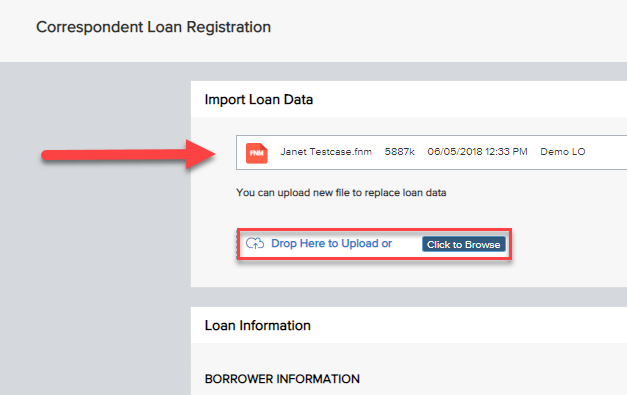 Correspondent Loan Registration
Import Loan Data
FNM Janet Testcase.fnm 5887k 06/05/2018 12:33 PM Demo LO
You can upload new file to replace loan data
Drop Here to Upload or Click to Browse
Loan Information
BORROWER INFORMATION